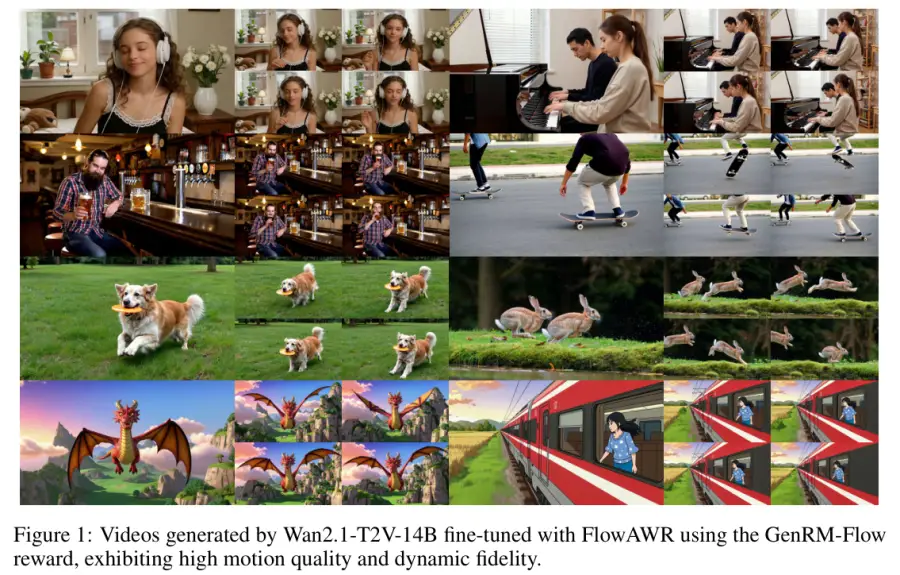 Figure 1: Videos generated by Wan2.1-T2V-14B fine-tuned with FlowAWR using the GenRM-Flow
reward, exhibiting high motion quality and dynamic fidelity.